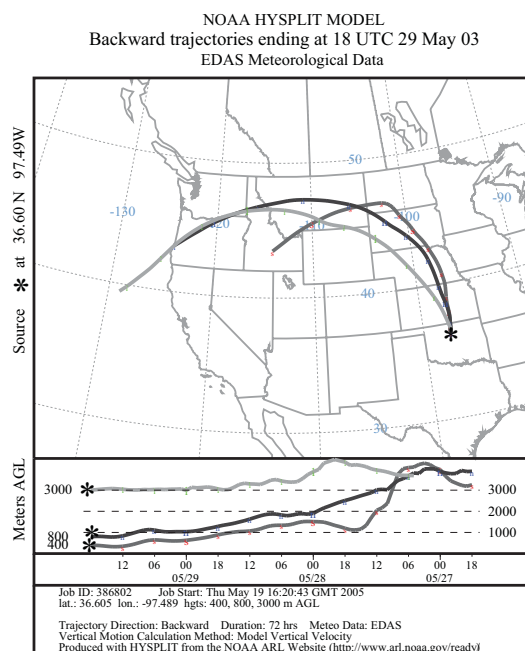 NOAA HYSPLIT MODEL
Backward trajectories ending at 18 UTC 29 May 03
EDAS Meteorological Data
Source * at 36.60 N 97.49W
50
-130
-120
-110
-100
-90
40
30
Meters AGL
3000
800
400
3000
2000
1000
12 06 00 18 12 06 00 18 12 06 00 18
05/29 05/28 05/27
Job ID: 386802 Job Start: Thu May 19 16:20:43 GMT 2005
lat.: 36.605 lon.: -97.489 hgts: 400, 800, 3000 m AGL
Trajectory Direction: Backward Duration: 72 hrs Meteo Data: EDAS
Vertical Motion Calculation Method: Model Vertical Velocity
Produced with HYSPLIT from the NOAA ARL Website (http://www.arl.noaa.gov/ready)